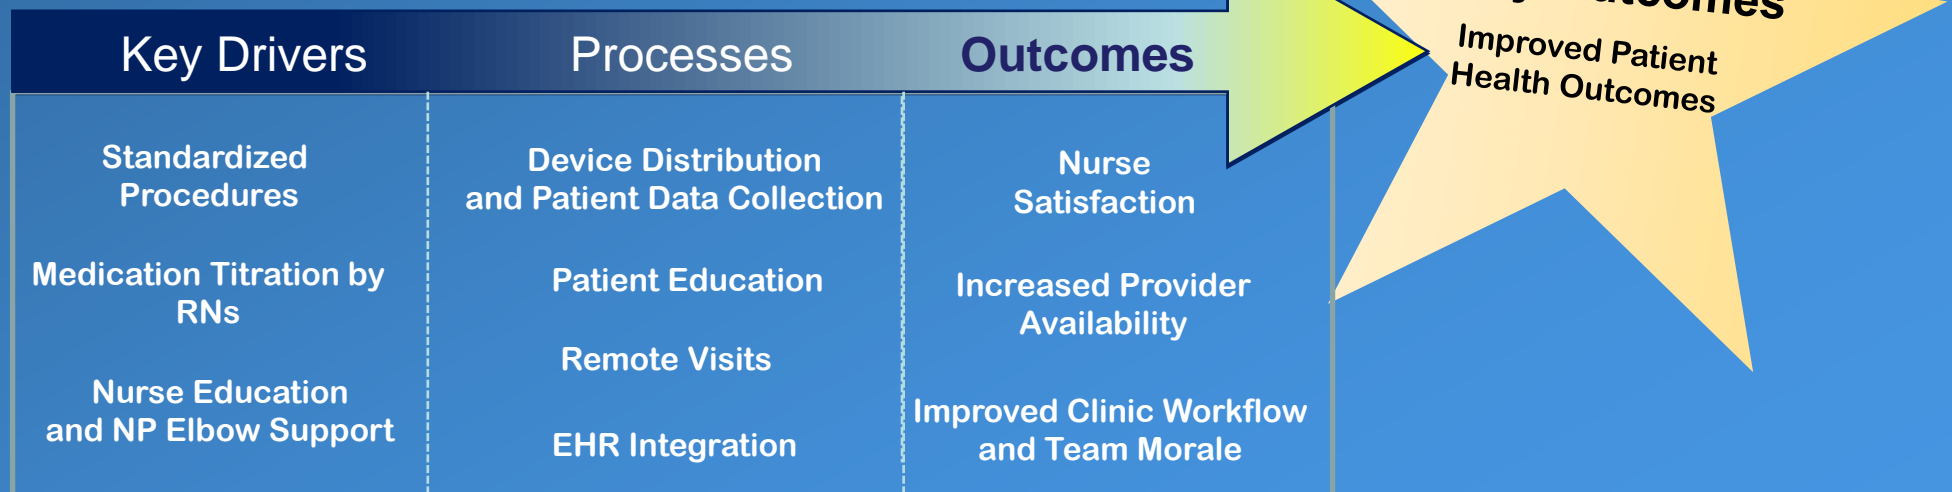 Key Drivers
Processes
Outcomes
Improved Patient
Health Outcomes
Standardized
Procedures
Medication Titration by
RNs
Nurse Education
and NP Elbow Support
Device Distribution
and Patient Data Collection
Patient Education
Remote Visits
EHR Integration
Nurse
Satisfaction
Increased Provider
Availability
Improved Clinic Workflow
and Team Morale